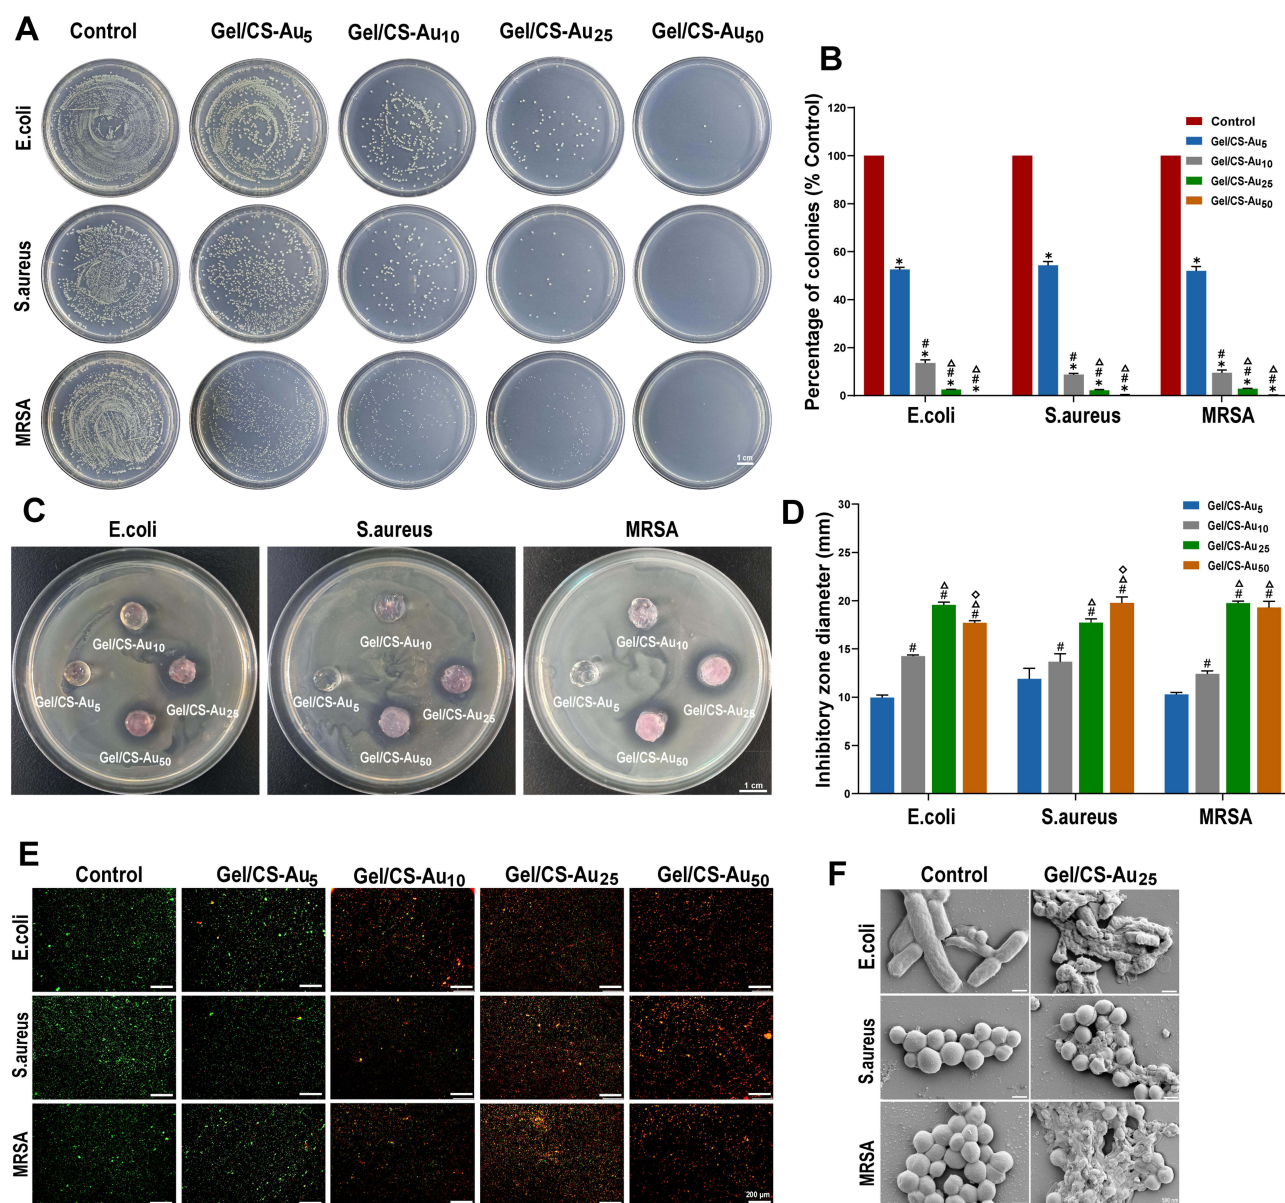 A
Control Gel/CS-Au5 Gel/CS-Au10 Gel/CS-Au25 Gel/CS-Au50
E.coli
S.aureus
MRSA
1 cm
B
Percentage of colonies (% Control)
120
100
80
60
40
20
0
Control
Gel/CS-Au5
Gel/CS-Au10
Gel/CS-Au25
Gel/CS-Au50
*
# *
Δ # *
Δ # *
*
# *
Δ # *
Δ # *
*
# *
Δ # *
Δ # *
E.coli S.aureus MRSA
C
E.coli S.aureus MRSA
Gel/CS-Au10
Gel/CS-Au5
Gel/CS-Au25
Gel/CS-Au50
Gel/CS-Au10
Gel/CS-Au5
Gel/CS-Au25
Gel/CS-Au50
Gel/CS-Au10
Gel/CS-Au5
Gel/CS-Au25
Gel/CS-Au50
1 cm
D
Inhibitory zone diameter (mm)
30
25
20
15
10
5
0
Gel/CS-Au5
Gel/CS-Au10
Gel/CS-Au25
Gel/CS-Au50
#
Δ #
◇ Δ #
#
Δ #
◇ Δ #
#
Δ #
Δ #
E.coli S.aureus MRSA
E
Control Gel/CS-Au5 Gel/CS-Au10 Gel/CS-Au25 Gel/CS-Au50
E.coli
S.aureus
MRSA
200 μm
F
Control Gel/CS-Au25
E.coli
S.aureus
MRSA
500 nm